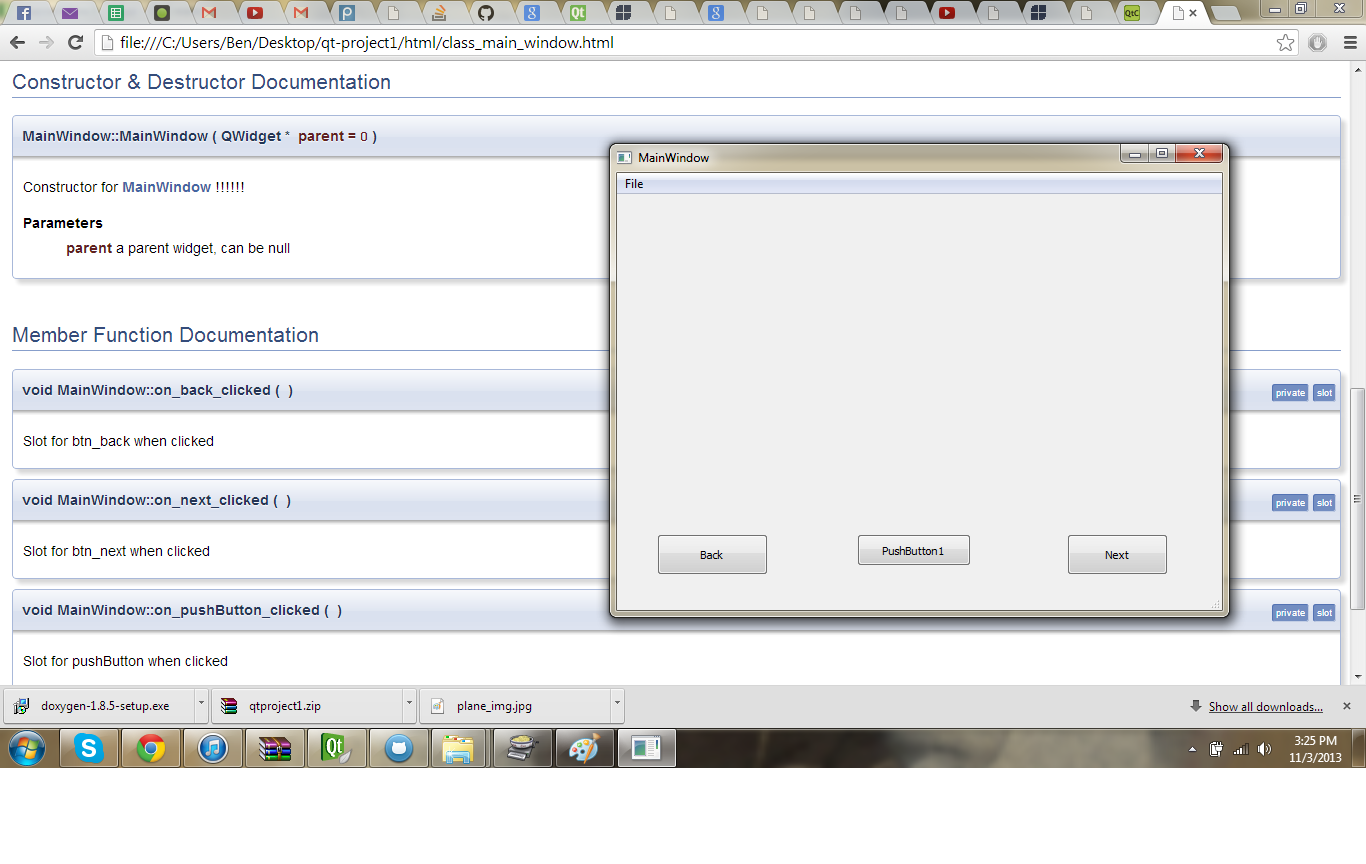 file:///C:/Users/Ben/Desktop/qt-project1/html/class_main_window.html
Constructor & Destructor Documentation
MainWindow::MainWindow ( QWidget * parent = 0 )
Constructor for MainWindow !!!!!!
Parameters
parent a parent widget, can be null
Member Function Documentation
void MainWindow::on_back_clicked ( )
private slot
Slot for btn_back when clicked
void MainWindow::on_next_clicked ( )
private slot
Slot for btn_next when clicked
void MainWindow::on_pushButton_clicked ( )
private slot
Slot for pushButton when clicked
MainWindow
File
Back
PushButton1
Next
doxygen-1.8.5-setup.exe
qtproject1.zip
plane_img.jpg
Show all downloads...
3:25 PM
11/3/2013